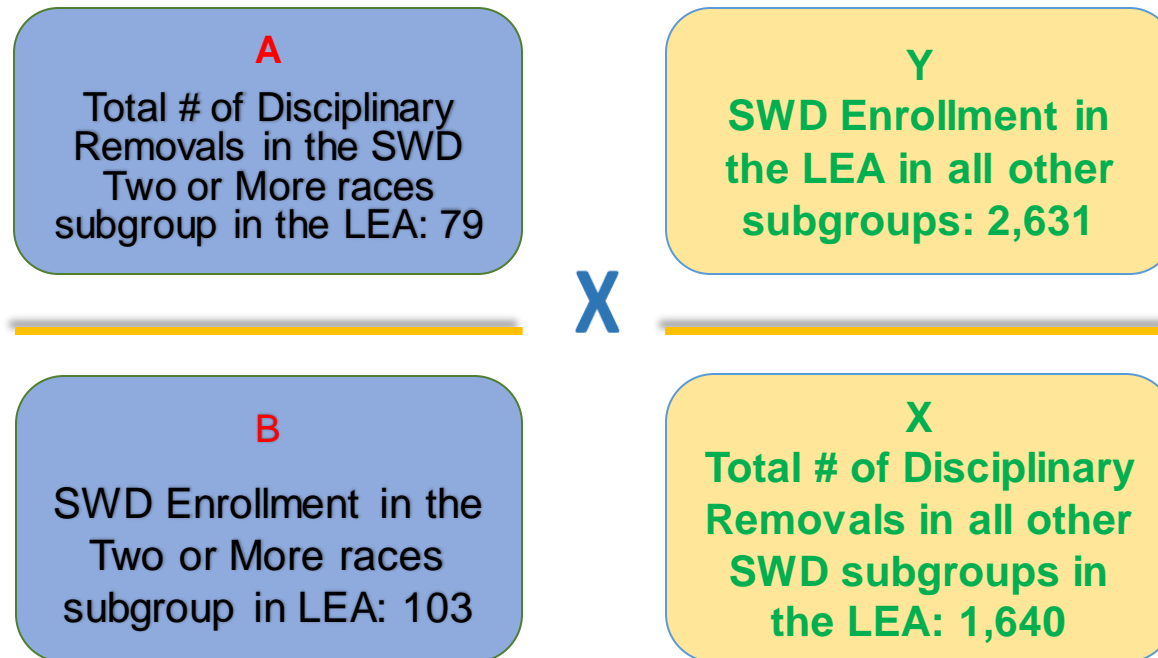 A
Total # of Disciplinary
Removals in the SWD
Two or More races
subgroup in the LEA: 79
Y
SWD Enrollment in
the LEA in all other
subgroups: 2,631
X
B
SWD Enrollment in the
Two or More races
subgroup in LEA: 103
X
Total # of Disciplinary
Removals in all other
SWD subgroups in
the LEA: 1,640